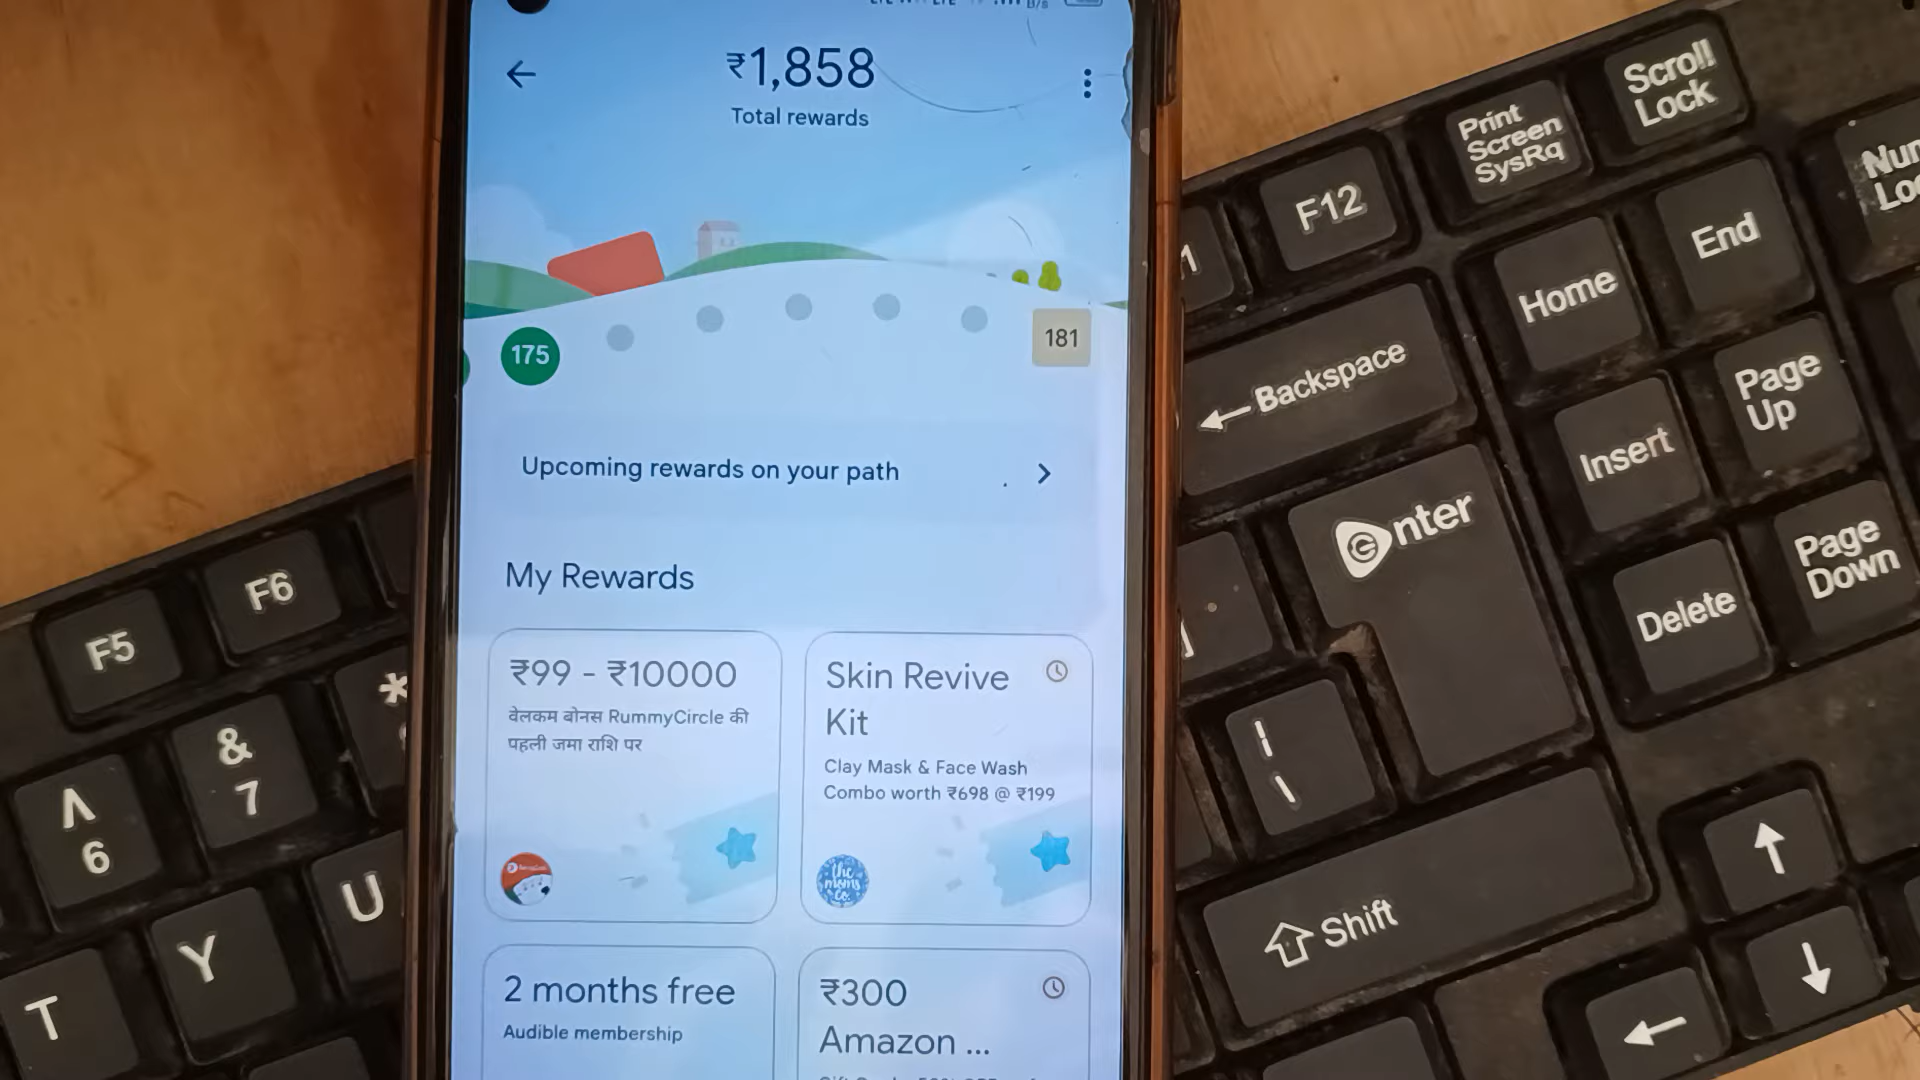 ₹1,858
Total rewards
175
181
Upcoming rewards on your path
My Rewards
₹99 - ₹10000
वेलकम बोनस RummyCircle की
पहली जमा राशि पर
Skin Revive
Kit
Clay Mask & Face Wash
Combo worth ₹698 @ ₹199
the
moms
co.
2 months free
Audible membership
₹300
Amazon ...
Scroll
Lock
Print
Screen
SysRq
F12
End
Home
Backspace
Page
Up
Insert
Enter
Page
Down
Delete
Shift
F5
F6
*
&
7
^
6
U
Y
T
]
|
\